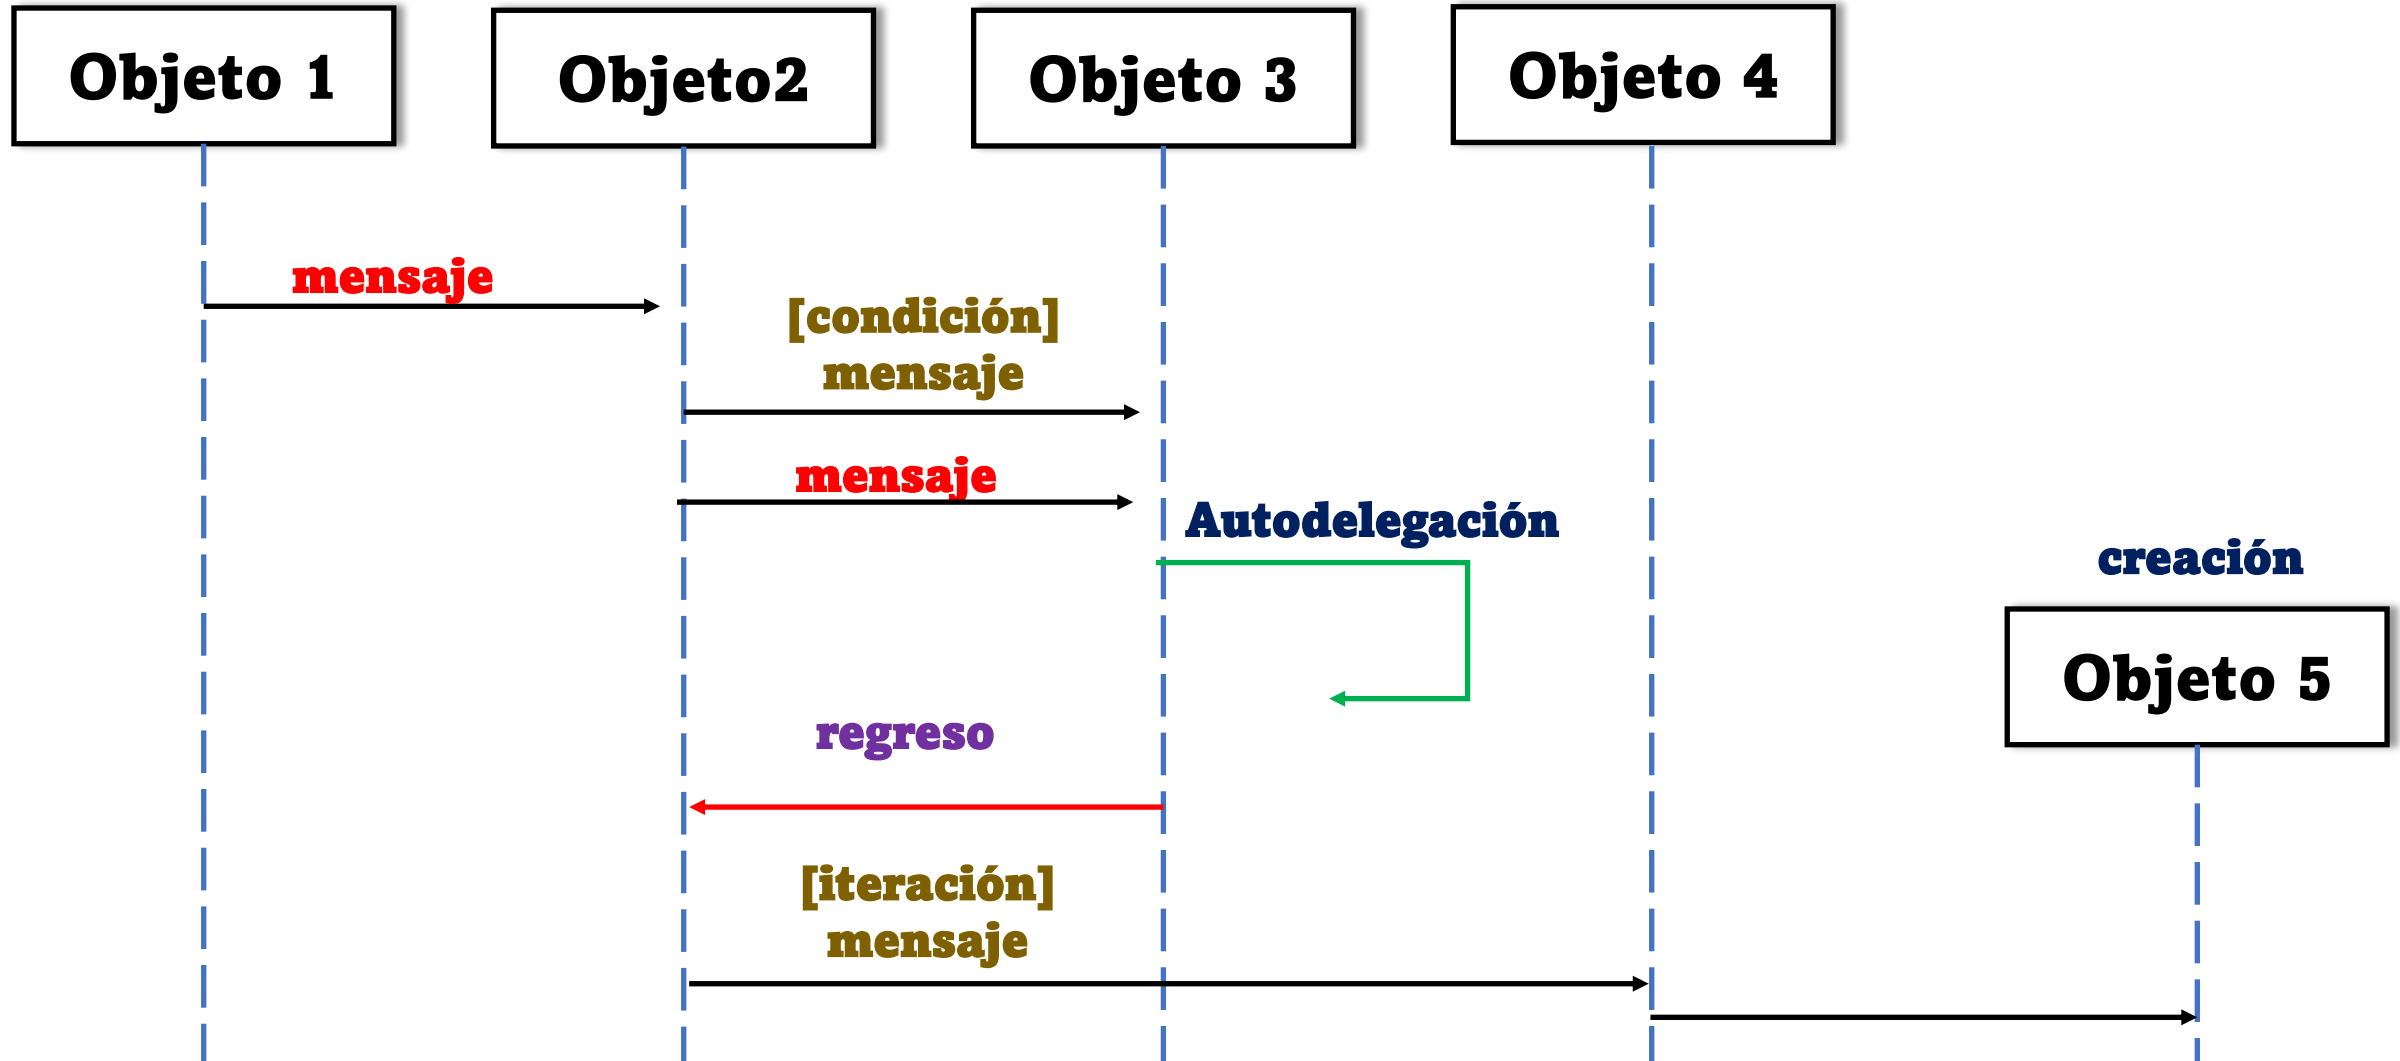 Objeto 1
Objeto2
Objeto 3
Objeto 4
mensaje
[condición]
mensaje
mensaje
Autodelegación
creación
Objeto 5
regreso
[iteración]
mensaje